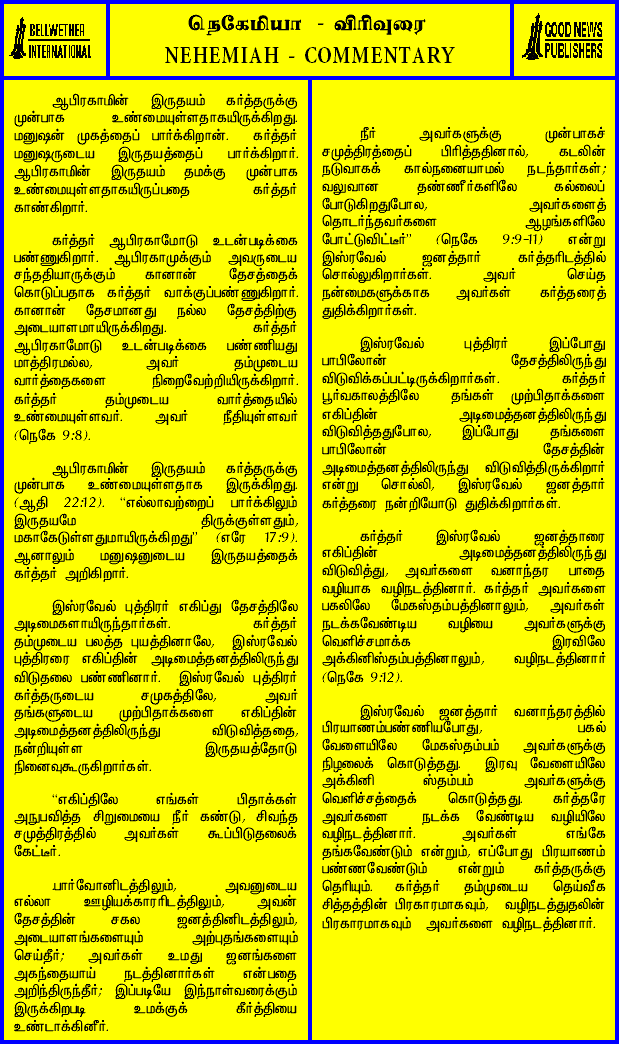 BELLWETHER
INTERNATIONAL
நெகேமியா - விரிவுரை
NEHEMIAH - COMMENTARY
GOOD NEWS
PUBLISHERS
ஆபிரகாமின் இருதயம் கர்த்தருக்கு
முன்பாக உண்மையுள்ளதாகயிருக்கிறது.
மனுஷன் முகத்தைப் பார்க்கிறான். கர்த்தர்
மனுஷருடைய இருதயத்தைப் பார்க்கிறார்.
ஆபிரகாமின் இருதயம் தமக்கு முன்பாக
உண்மையுள்ளதாகயிருப்பதை கர்த்தர்
காண்கிறார்.
கர்த்தர் ஆபிரகாமோடு உடன்படிக்கை
பண்ணுகிறார். ஆபிரகாமுக்கும் அவருடைய
சந்ததியாருக்கும் கானான் தேசத்தைக்
கொடுப்பதாக கர்த்தர் வாக்குப்பண்ணுகிறார்.
கானான் தேசமானது நல்ல தேசத்திற்கு
அடையாளமாயிருக்கிறது. கர்த்தர்
ஆபிரகாமோடு உடன்படிக்கை பண்ணியது
மாத்திரமல்ல, அவர் தம்முடைய
வார்த்தைகளை நிறைவேற்றியிருக்கிறார்.
கர்த்தர் தம்முடைய வார்த்தையில்
உண்மையுள்ளவர். அவர் நீதியுள்ளவர்
(நெகே 9:8).
ஆபிரகாமின் இருதயம் கர்த்தருக்கு
முன்பாக உண்மையுள்ளதாக இருக்கிறது.
(ஆதி 22:12). “எல்லாவற்றைப் பார்க்கிலும்
இருதயமே திருக்குள்ளதும்,
மகாகேடுள்ளதுமாயிருக்கிறது” (எரே 17:9).
ஆனாலும் மனுஷனுடைய இருதயத்தைக்
கர்த்தர் அறிகிறார்.
இஸ்ரவேல் புத்திரர் எகிப்து தேசத்திலே
அடிமைகளாயிருந்தார்கள். கர்த்தர்
தம்முடைய பலத்த புயத்தினாலே, இஸ்ரவேல்
புத்திரரை எகிப்தின் அடிமைத்தனத்திலிருந்து
விடுதலை பண்ணினார். இஸ்ரவேல் புத்திரர்
கர்த்தருடைய சமுகத்திலே, அவர்
தங்களுடைய முற்பிதாக்களை எகிப்தின்
அடிமைத்தனத்திலிருந்து விடுவித்ததை,
நன்றியுள்ள இருதயத்தோடு
நினைவுகூருகிறார்கள்.
“எகிப்திலே எங்கள் பிதாக்கள்
அநுபவித்த சிறுமையை நீர் கண்டு, சிவந்த
சமுத்திரத்தில் அவர்கள் கூப்பிடுதலைக்
கேட்டீர்.
பார்வோனிடத்திலும், அவனுடைய
எல்லா ஊழியக்காரரிடத்திலும், அவன்
தேசத்தின் சகல ஜனத்தினிடத்திலும்,
அடையாளங்களையும் அற்புதங்களையும்
செய்தீர்; அவர்கள் உமது ஜனங்களை
அகந்தையாய் நடத்தினார்கள் என்பதை
அறிந்திருந்தீர்; இப்படியே இந்நாள்வரைக்கும்
இருக்கிறபடி உமக்குக் கீர்த்தியை
உண்டாக்கினீர்.
நீர் அவர்களுக்கு முன்பாகச்
சமுத்திரத்தைப் பிரித்ததினால், கடலின்
நடுவாகக் கால்நனையாமல் நடந்தார்கள்;
வலுவான தண்ணீர்களிலே கல்லைப்
போடுகிறதுபோல, அவர்களைத்
தொடர்ந்தவர்களை ஆழங்களிலே
போட்டுவிட்டீர்” (நெகே 9:9-11) என்று
இஸ்ரவேல் ஜனத்தார் கர்த்தரிடத்தில்
சொல்லுகிறார்கள். அவர் செய்த
நன்மைகளுக்காக அவர்கள் கர்த்தரைத்
துதிக்கிறார்கள்.
இஸ்ரவேல் புத்திரர் இப்போது
பாபிலோன் தேசத்திலிருந்து
விடுவிக்கப்பட்டிருக்கிறார்கள். கர்த்தர்
பூர்வகாலத்திலே தங்கள் முற்பிதாக்களை
எகிப்தின் அடிமைத்தனத்திலிருந்து
விடுவித்ததுபோல, இப்போது தங்களை
பாபிலோன் தேசத்தின்
அடிமைத்தனத்திலிருந்து விடுவித்திருக்கிறார்
என்று சொல்லி, இஸ்ரவேல் ஜனத்தார்
கர்த்தரை நன்றியோடு துதிக்கிறார்கள்.
கர்த்தர் இஸ்ரவேல் ஜனத்தாரை
எகிப்தின் அடிமைத்தனத்திலிருந்து
விடுவித்து, அவர்களை வனாந்தர பாதை
வழியாக வழிநடத்தினார். கர்த்தர் அவர்களை
பகலிலே மேகஸ்தம்பத்தினாலும், அவர்கள்
நடக்கவேண்டிய வழியை அவர்களுக்கு
வெளிச்சமாக்க இரவிலே
அக்கினிஸ்தம்பத்தினாலும், வழிநடத்தினார்
(நெகே 9:12).
இஸ்ரவேல் ஜனத்தார் வனாந்தரத்தில்
பிரயாணம்பண்ணியபோது, பகல்
வேளையிலே மேகஸ்தம்பம் அவர்களுக்கு
நிழலைக் கொடுத்தது. இரவு வேளையிலே
அக்கினி ஸ்தம்பம் அவர்களுக்கு
வெளிச்சத்தைக் கொடுத்தது. கர்த்தரே
அவர்களை நடக்க வேண்டிய வழியிலே
வழிநடத்தினார். அவர்கள் எங்கே
தங்கவேண்டும் என்றும், எப்போது பிரயாணம்
பண்ணவேண்டும் என்றும் கர்த்தருக்கு
தெரியும். கர்த்தர் தம்முடைய தெய்வீக
சித்தத்தின் பிரகாரமாகவும், வழிநடத்துதலின்
பிரகாரமாகவும் அவர்களை வழிநடத்தினார்.